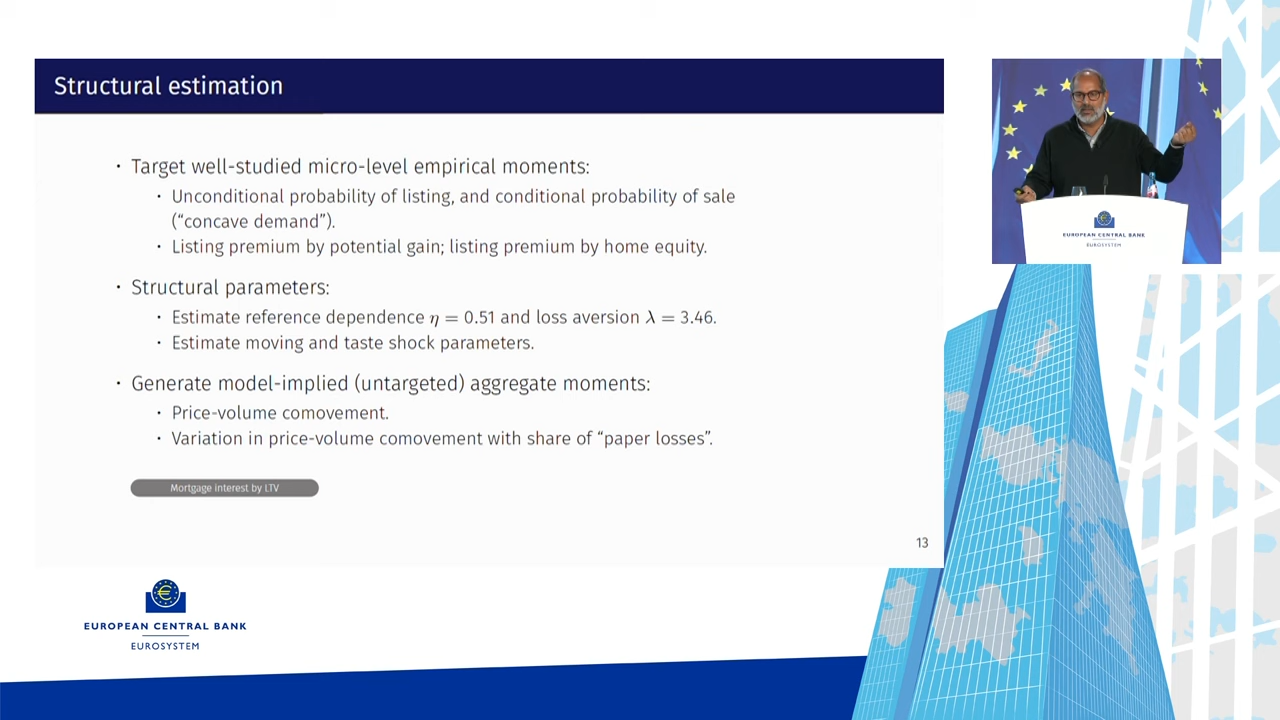 Structural estimation
· Target well-studied micro-level empirical moments:
· Unconditional probability of listing, and conditional probability of sale
(“concave demand”).
· Listing premium by potential gain; listing premium by home equity.
· Structural parameters:
· Estimate reference dependence η = 0.51 and loss aversion λ = 3.46.
· Estimate moving and taste shock parameters.
· Generate model-implied (untargeted) aggregate moments:
· Price-volume comovement.
· Variation in price-volume comovement with share of “paper losses”.
Mortgage interest by LTV
13
EUROPEAN CENTRAL BANK
EUROSYSTEM
EUROPEAN CENTRAL BANK
EUROSYSTEM